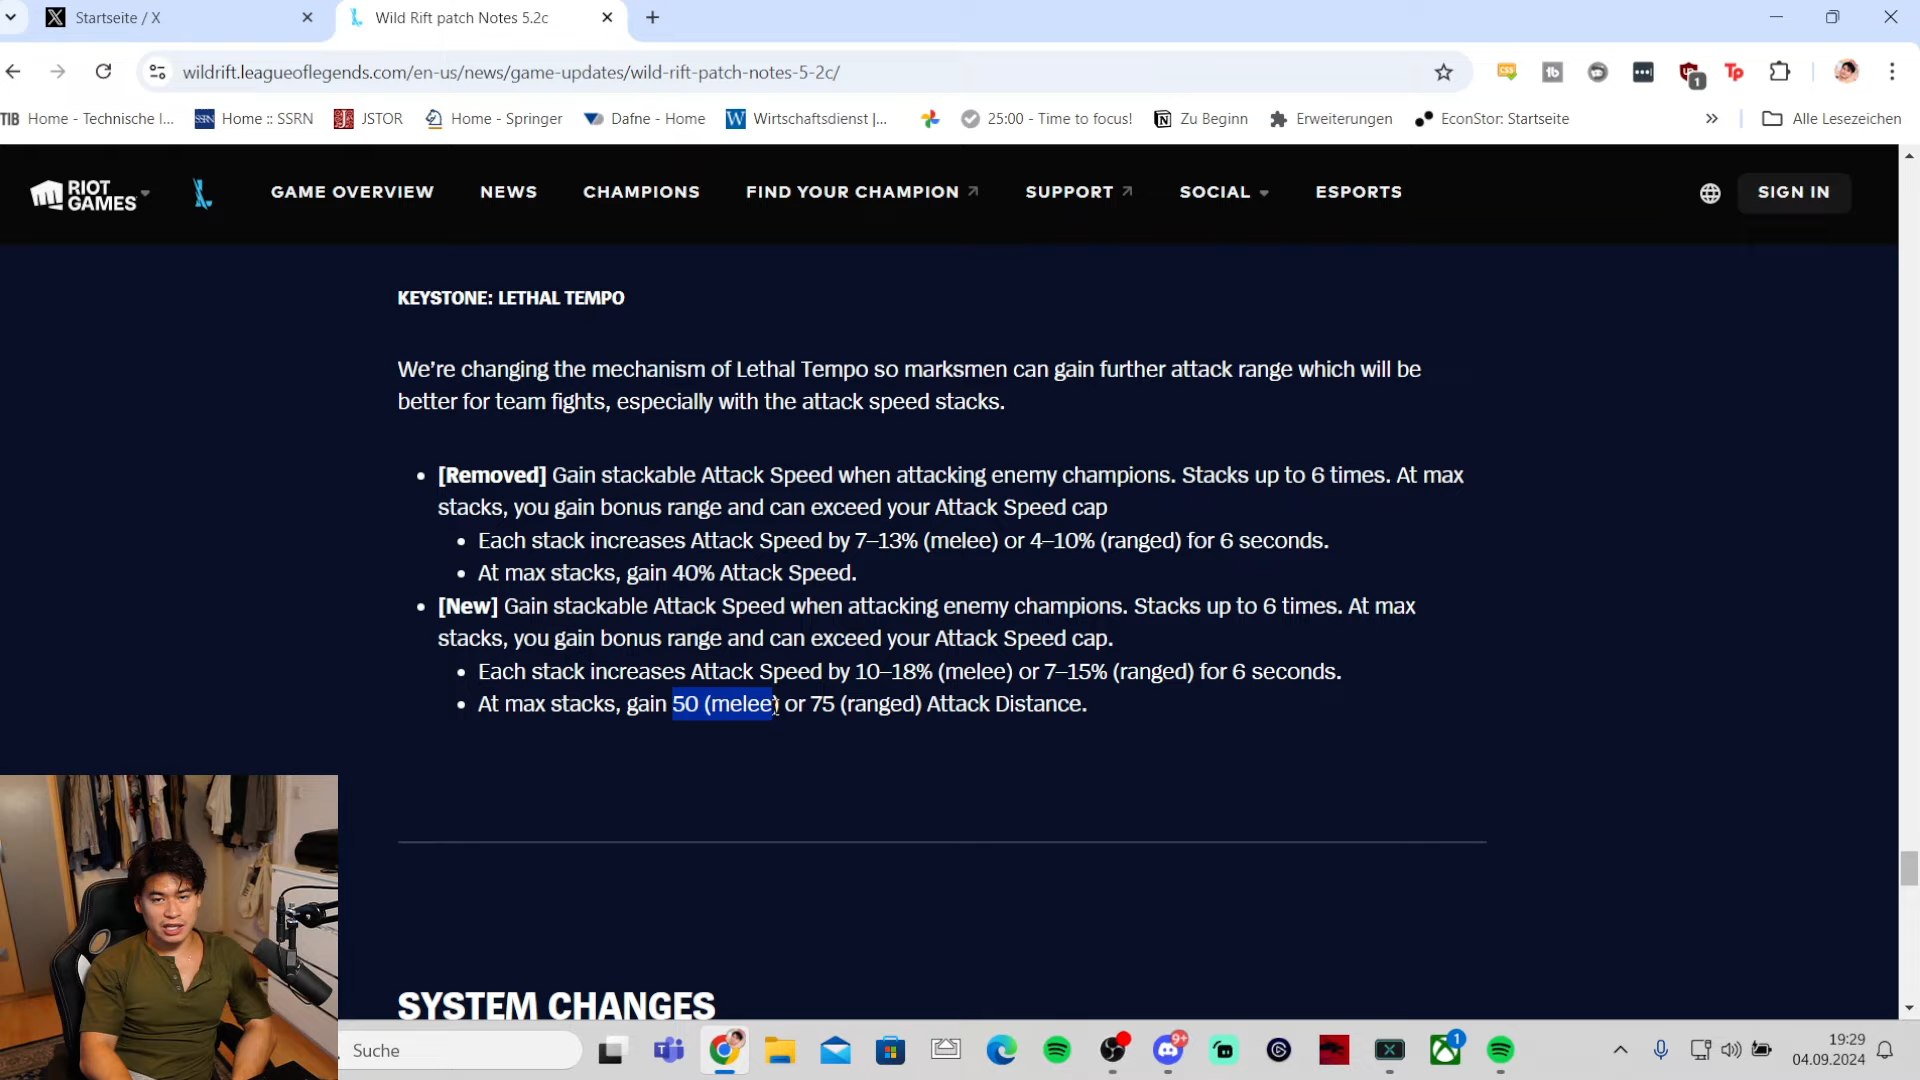 Startseite / X
Wild Rift patch Notes 5.2c
wildrift.leagueoflegends.com/en-us/news/game-updates/wild-rift-patch-notes-5-2c/
1
Tp
TIB Home - Technische I...
SSRN Home :: SSRN
JSTOR
Home - Springer
Dafne - Home
W Wirtschaftsdienst |...
25:00 - Time to focus!
Zu Beginn
Erweiterungen
EconStor: Startseite
Alle Lesezeichen
RIOT GAMES
GAME OVERVIEW
NEWS
CHAMPIONS
FIND YOUR CHAMPION
SUPPORT
SOCIAL
ESPORTS
SIGN IN
KEYSTONE: LETHAL TEMPO
We’re changing the mechanism of Lethal Tempo so marksmen can gain further attack range which will be
better for team fights, especially with the attack speed stacks.
[Removed] Gain stackable Attack Speed when attacking enemy champions. Stacks up to 6 times. At max
stacks, you gain bonus range and can exceed your Attack Speed cap
Each stack increases Attack Speed by 7–13% (melee) or 4–10% (ranged) for 6 seconds.
At max stacks, gain 40% Attack Speed.
[New] Gain stackable Attack Speed when attacking enemy champions. Stacks up to 6 times. At max
stacks, you gain bonus range and can exceed your Attack Speed cap.
Each stack increases Attack Speed by 10–18% (melee) or 7–15% (ranged) for 6 seconds.
At max stacks, gain 50 (melee) or 75 (ranged) Attack Distance.
SYSTEM CHANGES
Suche
9+
1
19:29
04.09.2024